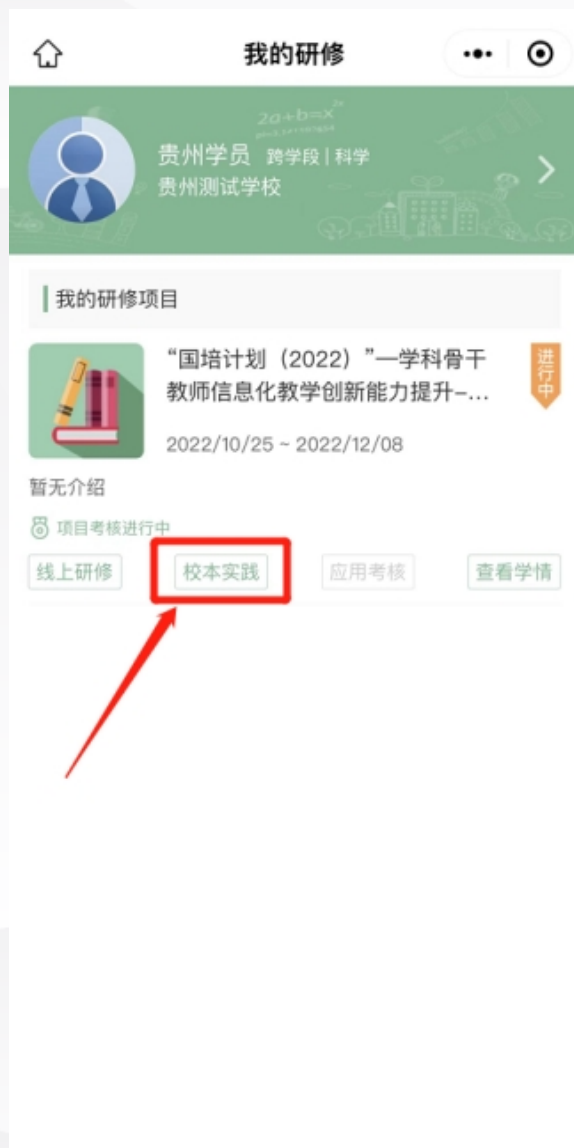 我的研修
2a+b=x
贵州学员 跨学段 | 科学
贵州测试学校
我的研修项目
“国培计划（2022）”—学科骨干
教师信息化教学创新能力提升-...
进行中
2022/10/25 ~ 2022/12/08
暂无介绍
项目考核进行中
线上研修 校本实践 应用考核 查看学情